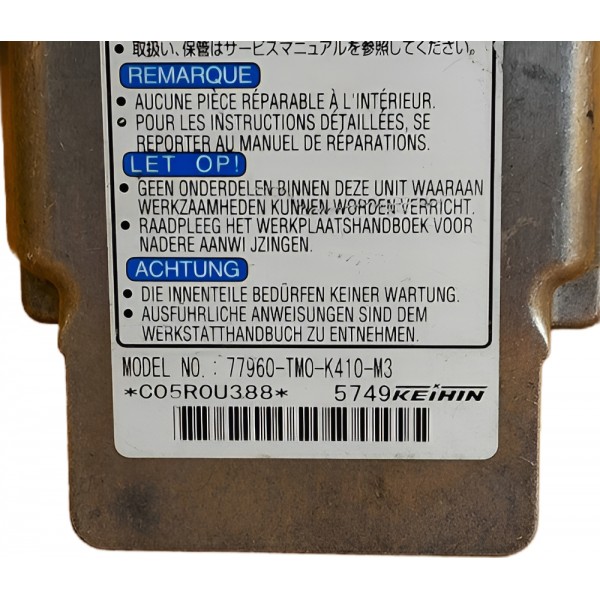 • 取扱い、保管はサービスマニュアルを参照してください。
REMARQUE
• AUCUNE PIÈCE RÉPARABLE À L'INTÉRIEUR.
• POUR LES INSTRUCTIONS DÉTAILLÉES, SE
REPORTER AU MANUEL DE RÉPARATIONS.
LET OP!
• GEEN ONDERDELEN BINNEN DEZE UNIT WAARAAN
WERKZAAMHEDEN KUNNEN WORDEN VERRICHT.
• RAADPLEEG HET WERKPLAATSHANDBOEK VOOR
NADERE AANWIJZINGEN.
ACHTUNG
• DIE INNENTEILE BEDÜRFEN KEINER WARTUNG.
• AUSFÜHRLICHE ANWEISUNGEN SIND DEM
WERKSTATTHANDBUCH ZU ENTNEHMEN.
MODEL NO. : 77960-TM0-K410-M3
*C05R0U388* 5749 KEIHIN